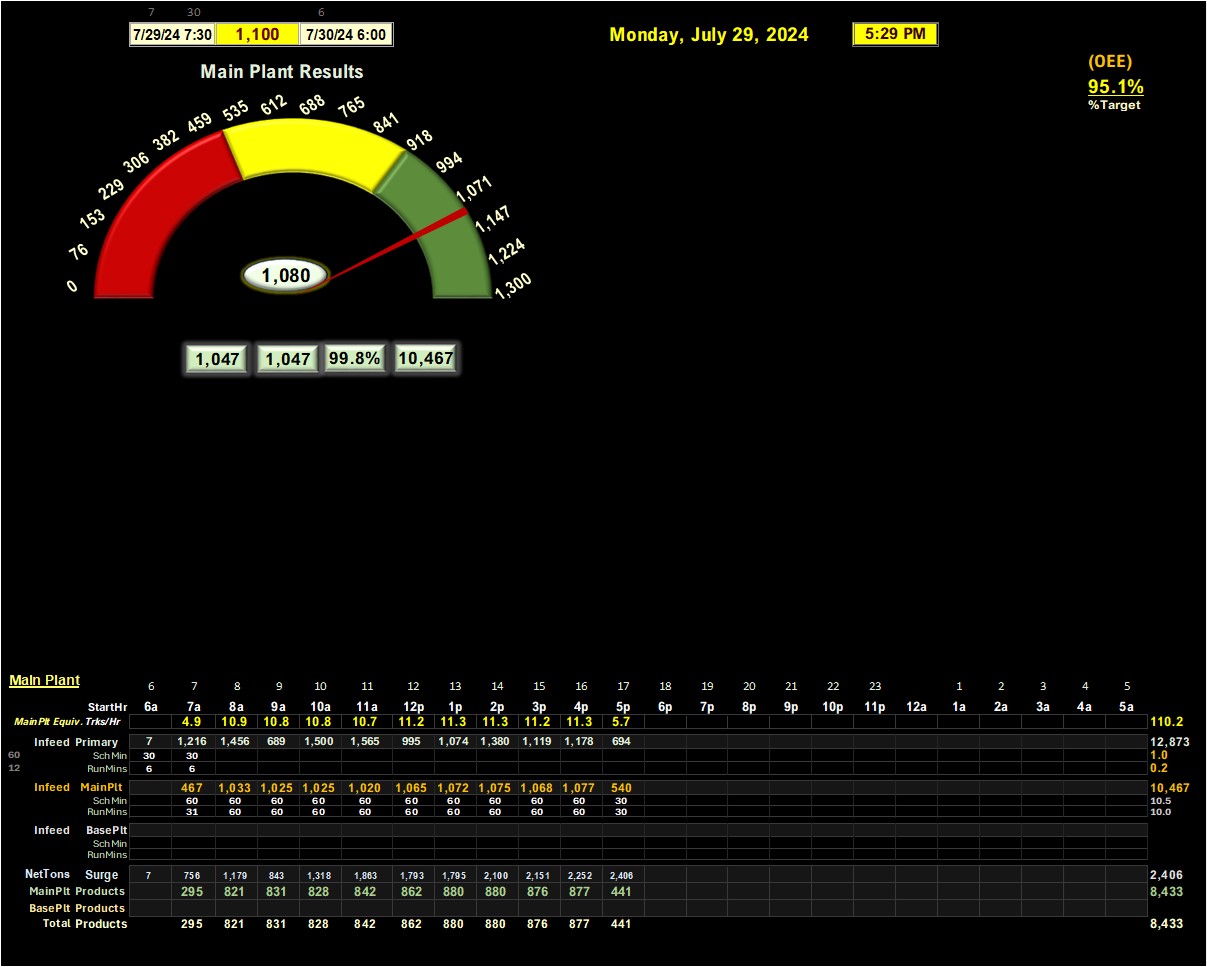 7 30 6
7/29/24 7:30 1,100 7/30/24 6:00 Monday, July 29, 2024 5:29 PM
(OEE)
95.1%
%Target
Main Plant Results
0 76 153 229 306 382 459 535 612 688 765 841 918 994 1,071 1,147 1,224 1,300
1,080
1,047 1,047 99.8% 10,467
Main Plant
6 7 8 9 10 11 12 13 14 15 16 17 18 19 20 21 22 23 1 2 3 4 5
StartHr 6a 7a 8a 9a 10a 11a 12p 1p 2p 3p 4p 5p 6p 7p 8p 9p 10p 11p 12a 1a 2a 3a 4a 5a
MainPlt Equiv. Trks/Hr 4.9 10.9 10.8 10.8 10.7 11.2 11.3 11.3 11.2 11.3 5.7 110.2
Infeed Primary 7 1,216 1,456 689 1,500 1,565 995 1,074 1,380 1,119 1,178 694 12,873
60 Sch Min 30 30 1.0
12 RunMins 6 6 0.2
Infeed MainPlt 467 1,033 1,025 1,025 1,020 1,065 1,072 1,075 1,068 1,077 540 10,467
Sch Min 60 60 60 60 60 60 60 60 60 60 30 10.5
RunMins 31 60 60 60 60 60 60 60 60 60 30 10.0
Infeed BasePlt
Sch Min
RunMins
NetTons Surge 7 756 1,179 843 1,318 1,863 1,793 1,795 2,100 2,151 2,252 2,406 2,406
MainPlt Products 295 821 831 828 842 862 880 880 876 877 441 8,433
BasePlt Products
Total Products 295 821 831 828 842 862 880 880 876 877 441 8,433